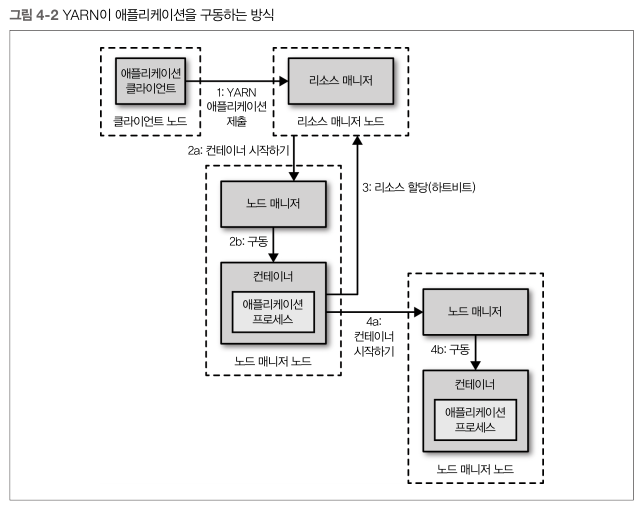 그림 4-2 YARN이 애플리케이션을 구동하는 방식
애플리케이션
클라이언트
클라이언트 노드
1: YARN
애플리케이션
제출
리소스 매니저
리소스 매니저 노드
2a: 컨테이너 시작하기
노드 매니저
2b: 구동
컨테이너
애플리케이션
프로세스
노드 매니저 노드
3: 리소스 할당(하트비트)
4a:
컨테이너
시작하기
노드 매니저
4b: 구동
컨테이너
애플리케이션
프로세스
노드 매니저 노드